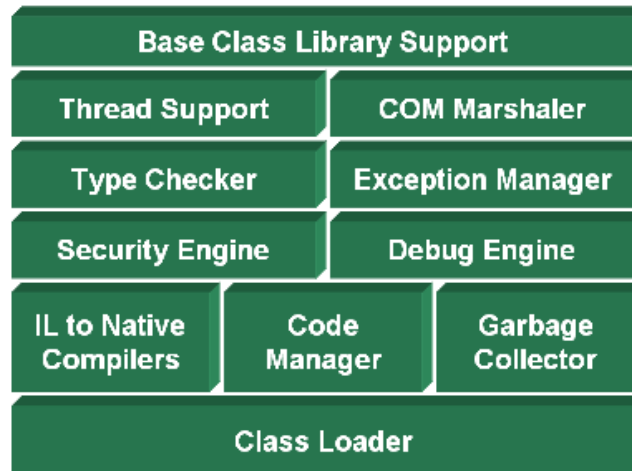 Base Class Library Support
Thread Support
COM Marshaler
Type Checker
Exception Manager
Security Engine
Debug Engine
IL to Native
Compilers
Code
Manager
Garbage
Collector
Class Loader